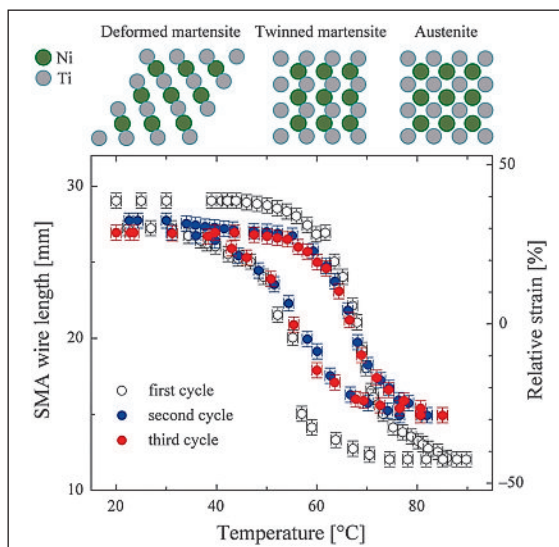 Deformed martensite Twinned martensite Austenite
Ni
Ti
SMA wire length [mm]
30
20
10
50
0
−50
Relative strain [%]
first cycle
second cycle
third cycle
20 40 60 80
Temperature [°C]